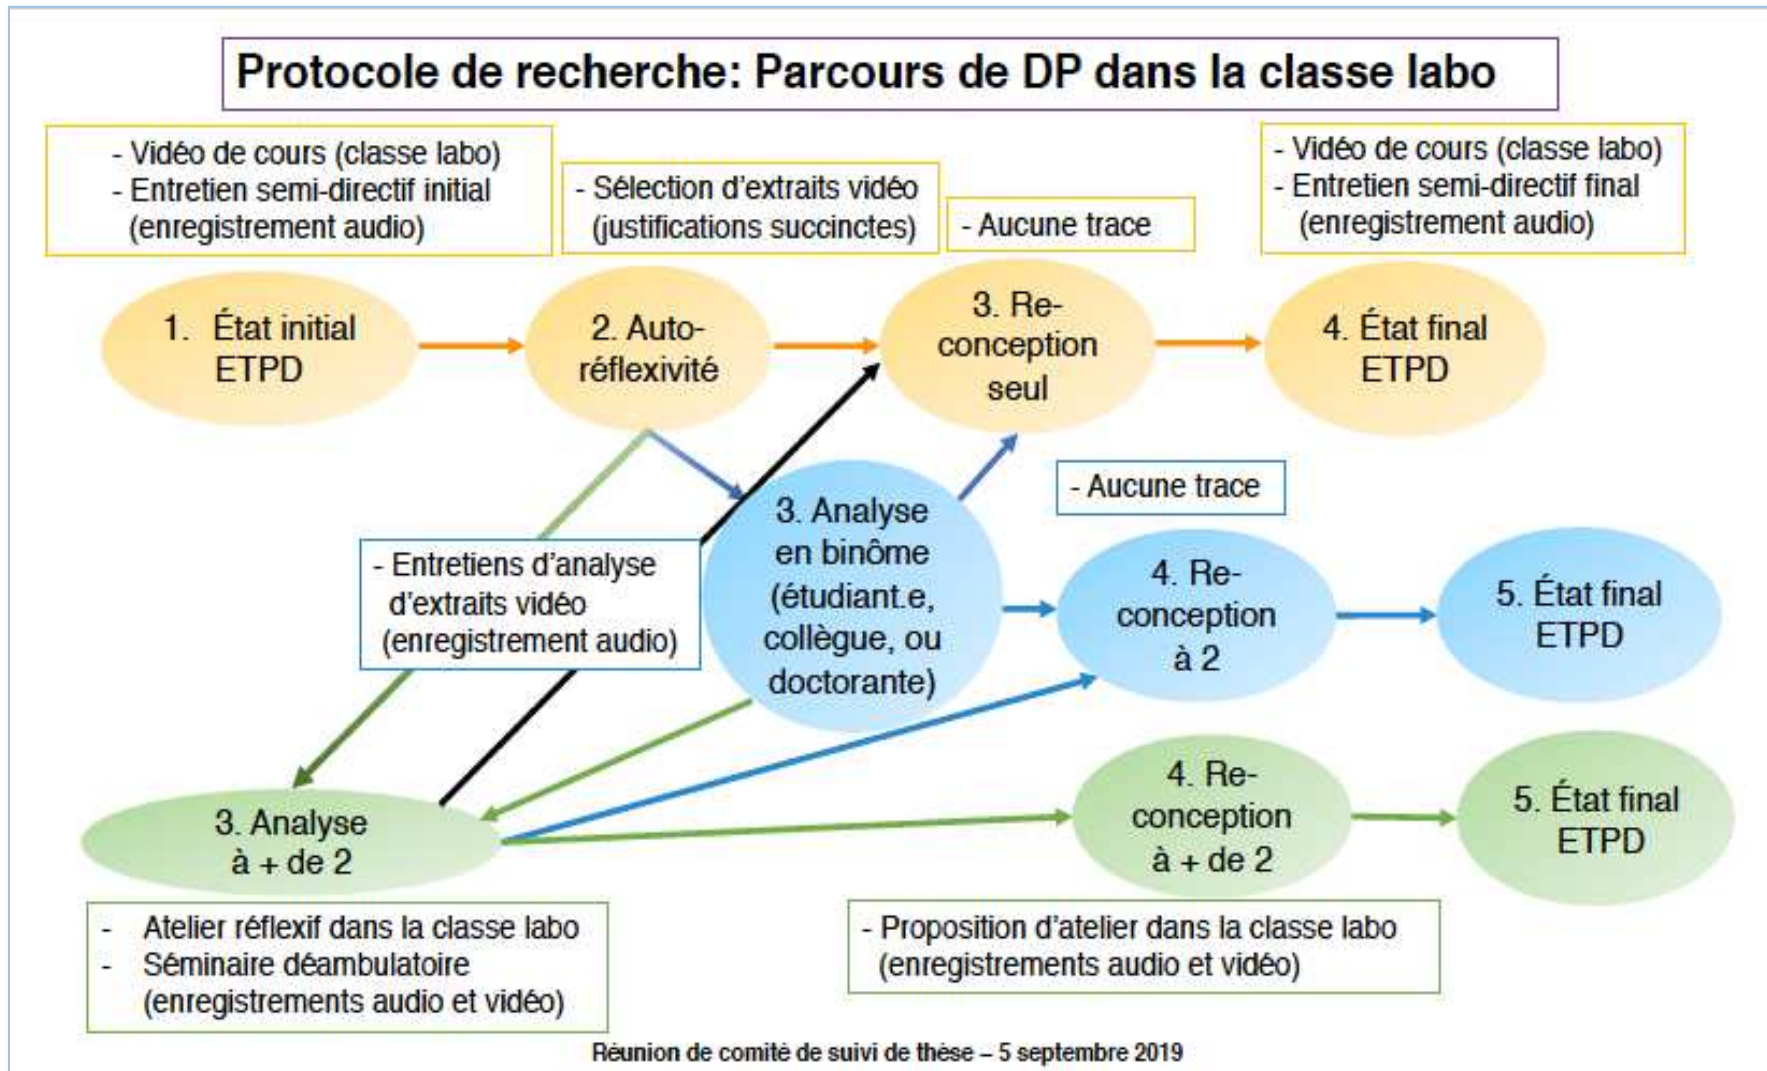 Protocole de recherche: Parcours de DP dans la classe labo
- Vidéo de cours (classe labo)
- Entretien semi-directif initial
(enregistrement audio)
- Sélection d'extraits vidéo
(justifications succinctes)
- Aucune trace
- Vidéo de cours (classe labo)
- Entretien semi-directif final
(enregistrement audio)
1. État initial
ETPD
2. Auto-
réflexivité
3. Re-
conception
seul
4. État final
ETPD
- Entretiens d'analyse
d'extraits vidéo
(enregistrement audio)
3. Analyse
en binôme
(étudiant.e,
collègue, ou
doctorante)
- Aucune trace
4. Re-
conception
à 2
5. État final
ETPD
3. Analyse
à + de 2
4. Re-
conception
à + de 2
5. État final
ETPD
- Atelier réflexif dans la classe labo
- Séminaire déambulatoire
(enregistrements audio et vidéo)
- Proposition d'atelier dans la classe labo
(enregistrements audio et vidéo)
Réunion de comité de suivi de thèse – 5 septembre 2019